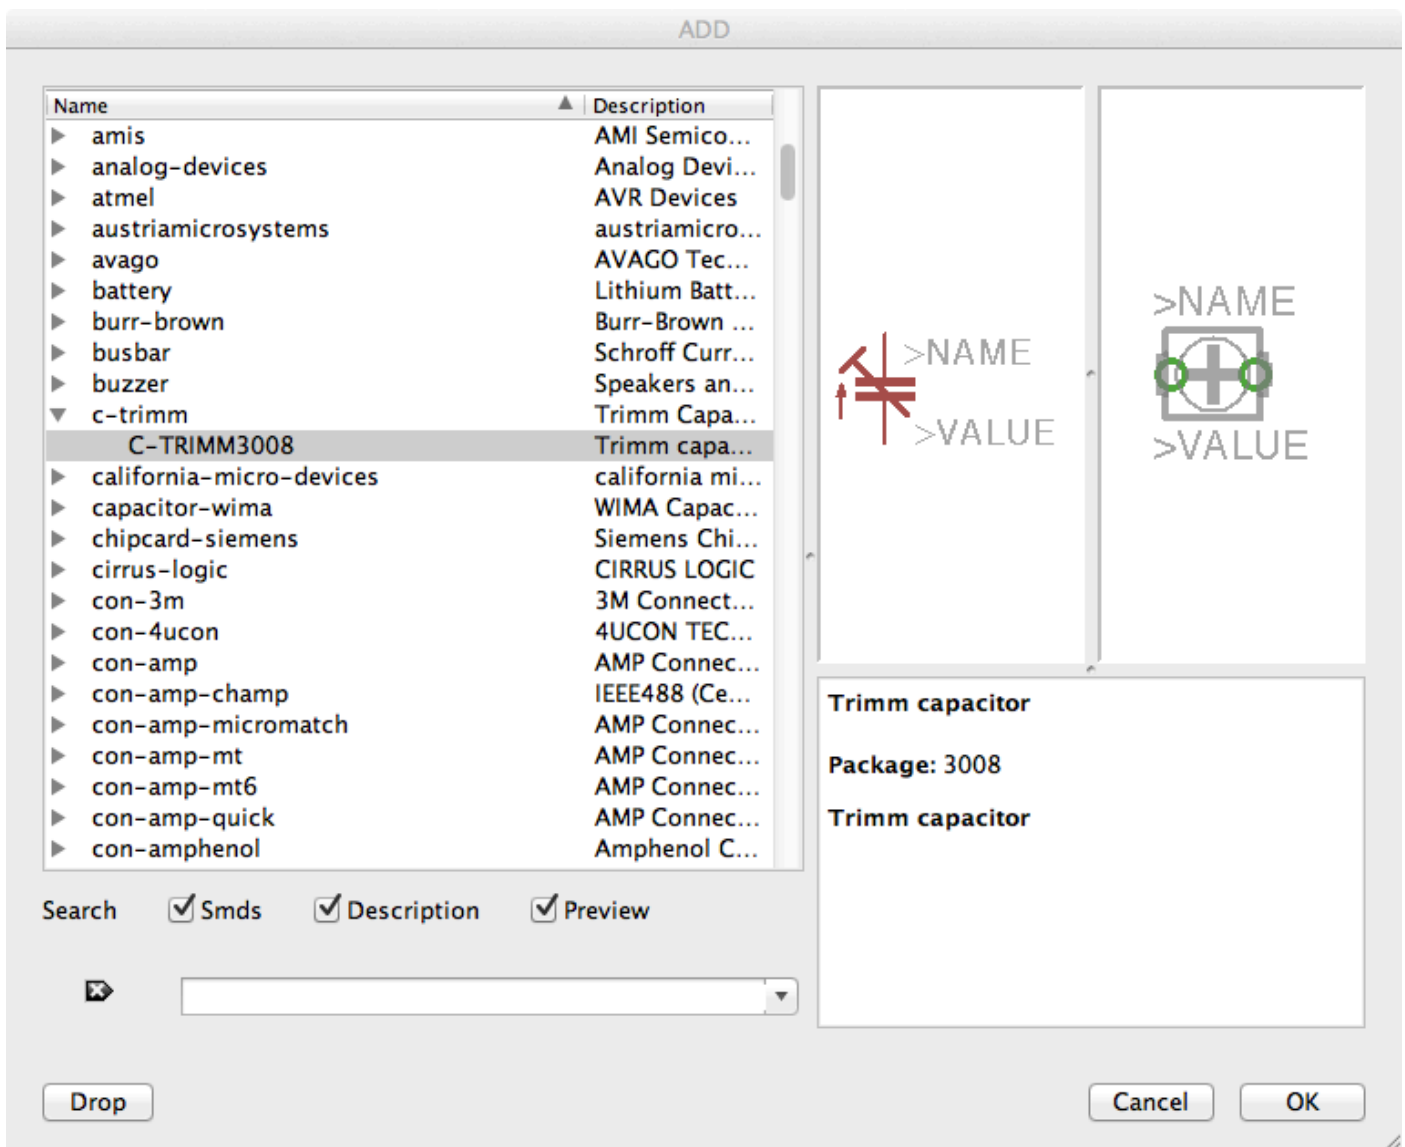 ADD
Name Description
amis AMI Semico...
analog-devices Analog Devi...
atmel AVR Devices
austriamicrosystems austriamicro...
avago AVAGO Tec...
battery Lithium Batt...
burr-brown Burr-Brown ...
busbar Schroff Curr...
buzzer Speakers an...
c-trimm Trimm Capa...
C-TRIMM3008 Trimm capa...
california-micro-devices california mi...
capacitor-wima WIMA Capac...
chipcard-siemens Siemens Chi...
cirrus-logic CIRRUS LOGIC
con-3m 3M Connect...
con-4ucon 4UCON TEC...
con-amp AMP Connec...
con-amp-champ IEEE488 (Ce...
con-amp-micromatch AMP Connec...
con-amp-mt AMP Connec...
con-amp-mt6 AMP Connec...
con-amp-quick AMP Connec...
con-amphenol Amphenol C...
>NAME
>VALUE
>NAME
>VALUE
Trimm capacitor
Package: 3008
Trimm capacitor
Search Smds Description Preview
Drop Cancel OK